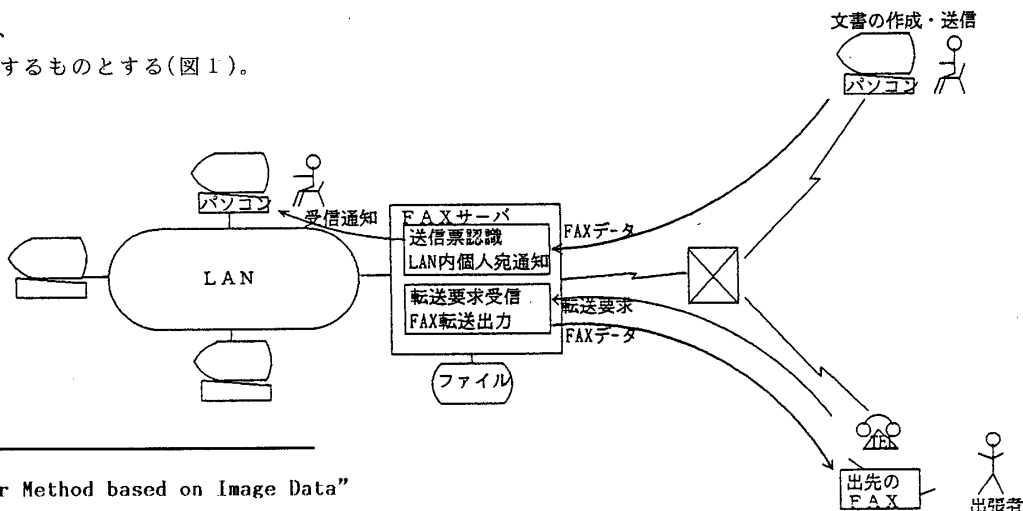 、
するものとする(図１)。
文書の作成・送信
パソコン
パソコン
受信通知
ＦＡＸサーバ
送信票認識
LAN内個人宛通知
FAXデータ
ＬＡＮ
転送要求受信
FAX転送出力
転送要求
FAXデータ
ファイル
TEL
出先の
ＦＡＸ
出張者
r Method based on Image Data”